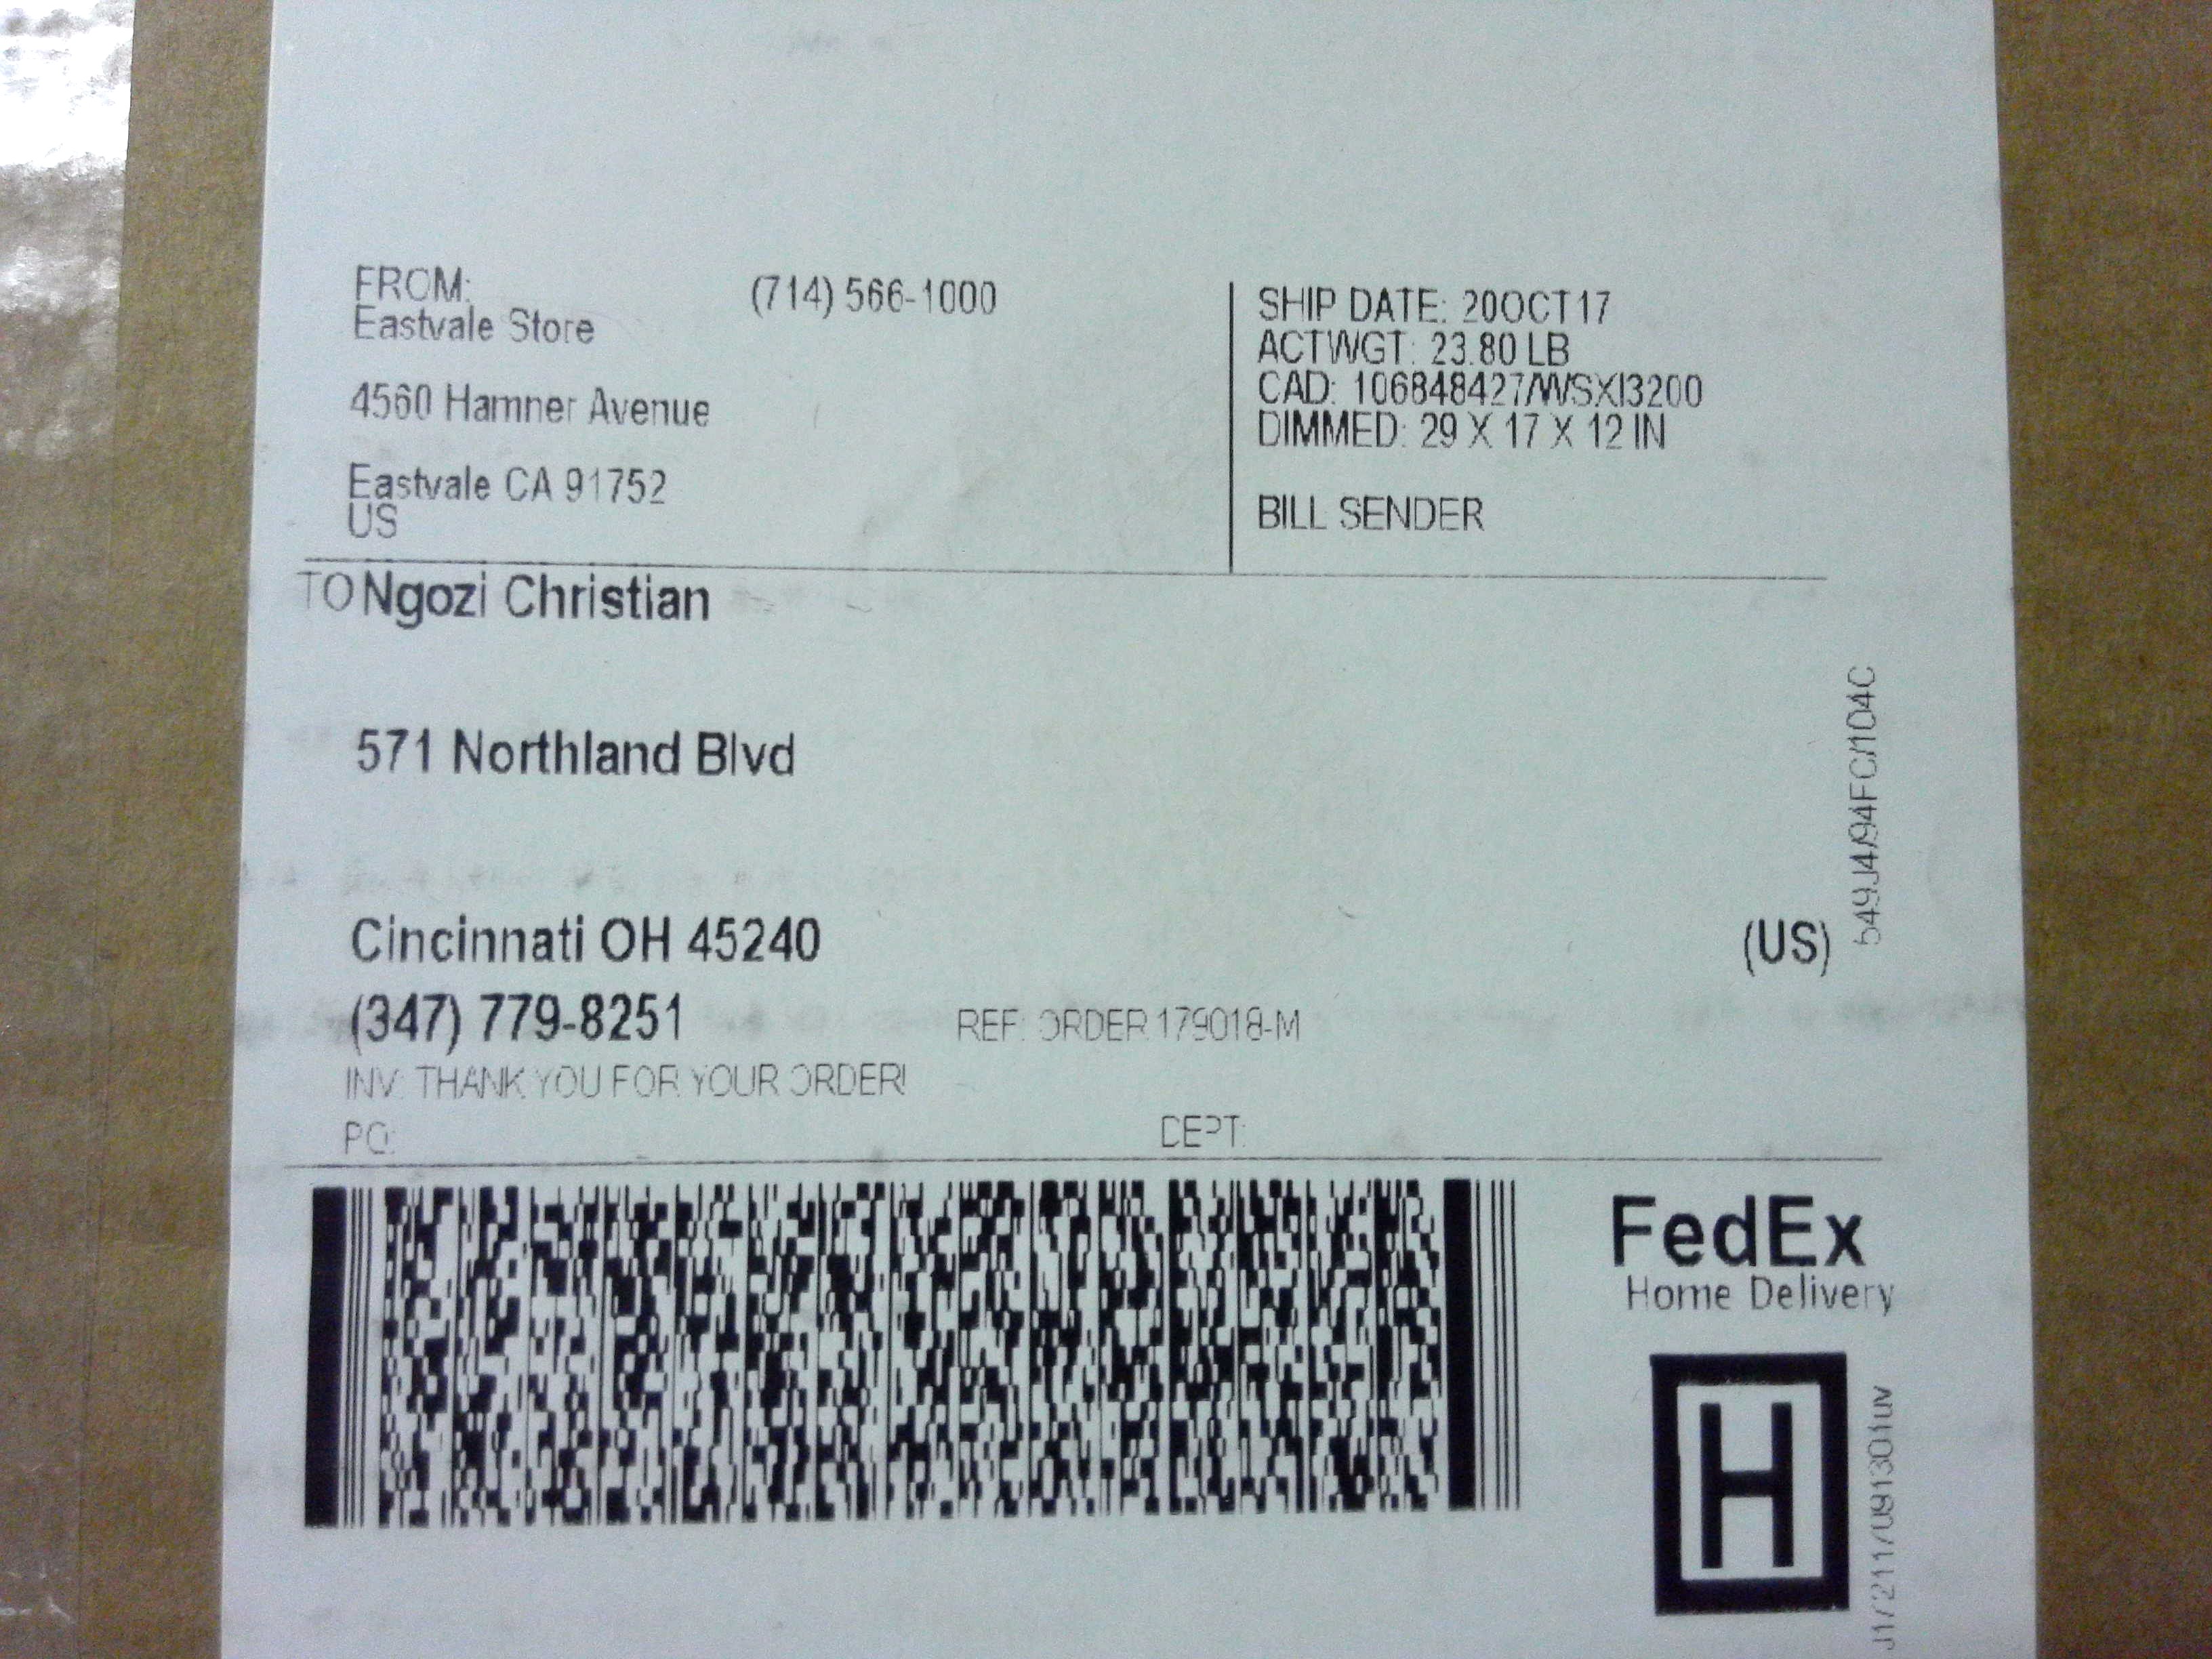 FROM:
(714) 566-1000
Eastvale Store
4560 Hamner Avenue
Eastvale CA 91752
US
SHIP DATE: 20OCT17
ACTWGT: 23.80 LB
CAD: 106848427/WSXI3200
DIMMED: 29 X 17 X 12 IN
BILL SENDER
TO Ngozi Christian
571 Northland Blvd
Cincinnati OH 45240
(US)
(347) 779-8251
REF: ORDER 179018-M
INV: THANK YOU FOR YOUR ORDER!
PO:
DEPT:
549J4/94FC/104C
FedEx
Home Delivery
H